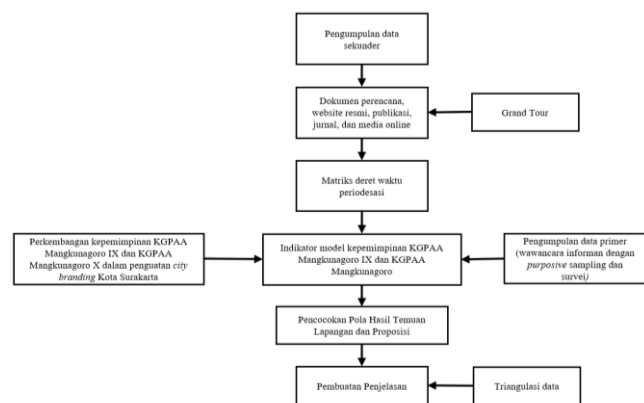 Pengumpulan data
sekunder
Dokumen perencana,
website resmi, publikasi,
jurnal, dan media online
Grand Tour
Matriks deret waktu
periodesasi
Perkembangan kepemimpinan KGPAA
Mangkunagoro IX dan KGPAA
Mangkunagoro X dalam penguatan city
branding Kota Surakarta
Indikator model kepemimpinan KGPAA
Mangkunagoro IX dan KGPAA
Mangkunagoro
Pengumpulan data primer
(wawancara informan dengan
purposive sampling dan
survei)
Pencocokan Pola Hasil Temuan
Lapangan dan Proposisi
Pembuatan Penjelasan
Triangulasi data